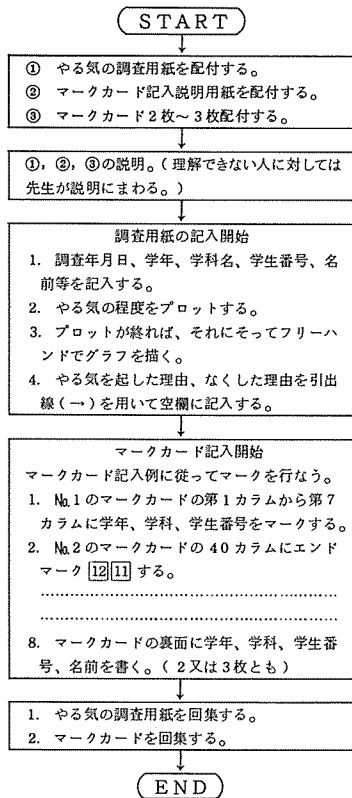 START
① やる気の調査用紙を配付する。
② マークカード記入説明用紙を配付する。
③ マークカード2枚~3枚配付する。
①,②,③の説明。(理解できない人に対しては
先生が説明にまわる。)
調査用紙の記入開始
1. 調査年月日、学年、学科名、学生番号、名
前等を記入する。
2. やる気の程度をプロットする。
3. プロットが終れば、それにそってフリーハ
ンドでグラフを描く。
4. やる気を起した理由、なくした理由を引出
線(→)を用いて空欄に記入する。
マークカード記入開始
マークカード記入例に従ってマークを行なう。
1. №1のマークカードの第1カラムから第7
カラムに学年、学科、学生番号をマークする。
2. №2のマークカードの40カラムにエンド
マーク 12 11 する。
………………………………………………
………………………………………………
8. マークカードの裏面に学年、学科、学生番
号、名前を書く。(2又は3枚とも)
1. やる気の調査用紙を回集する。
2. マークカードを回集する。
END